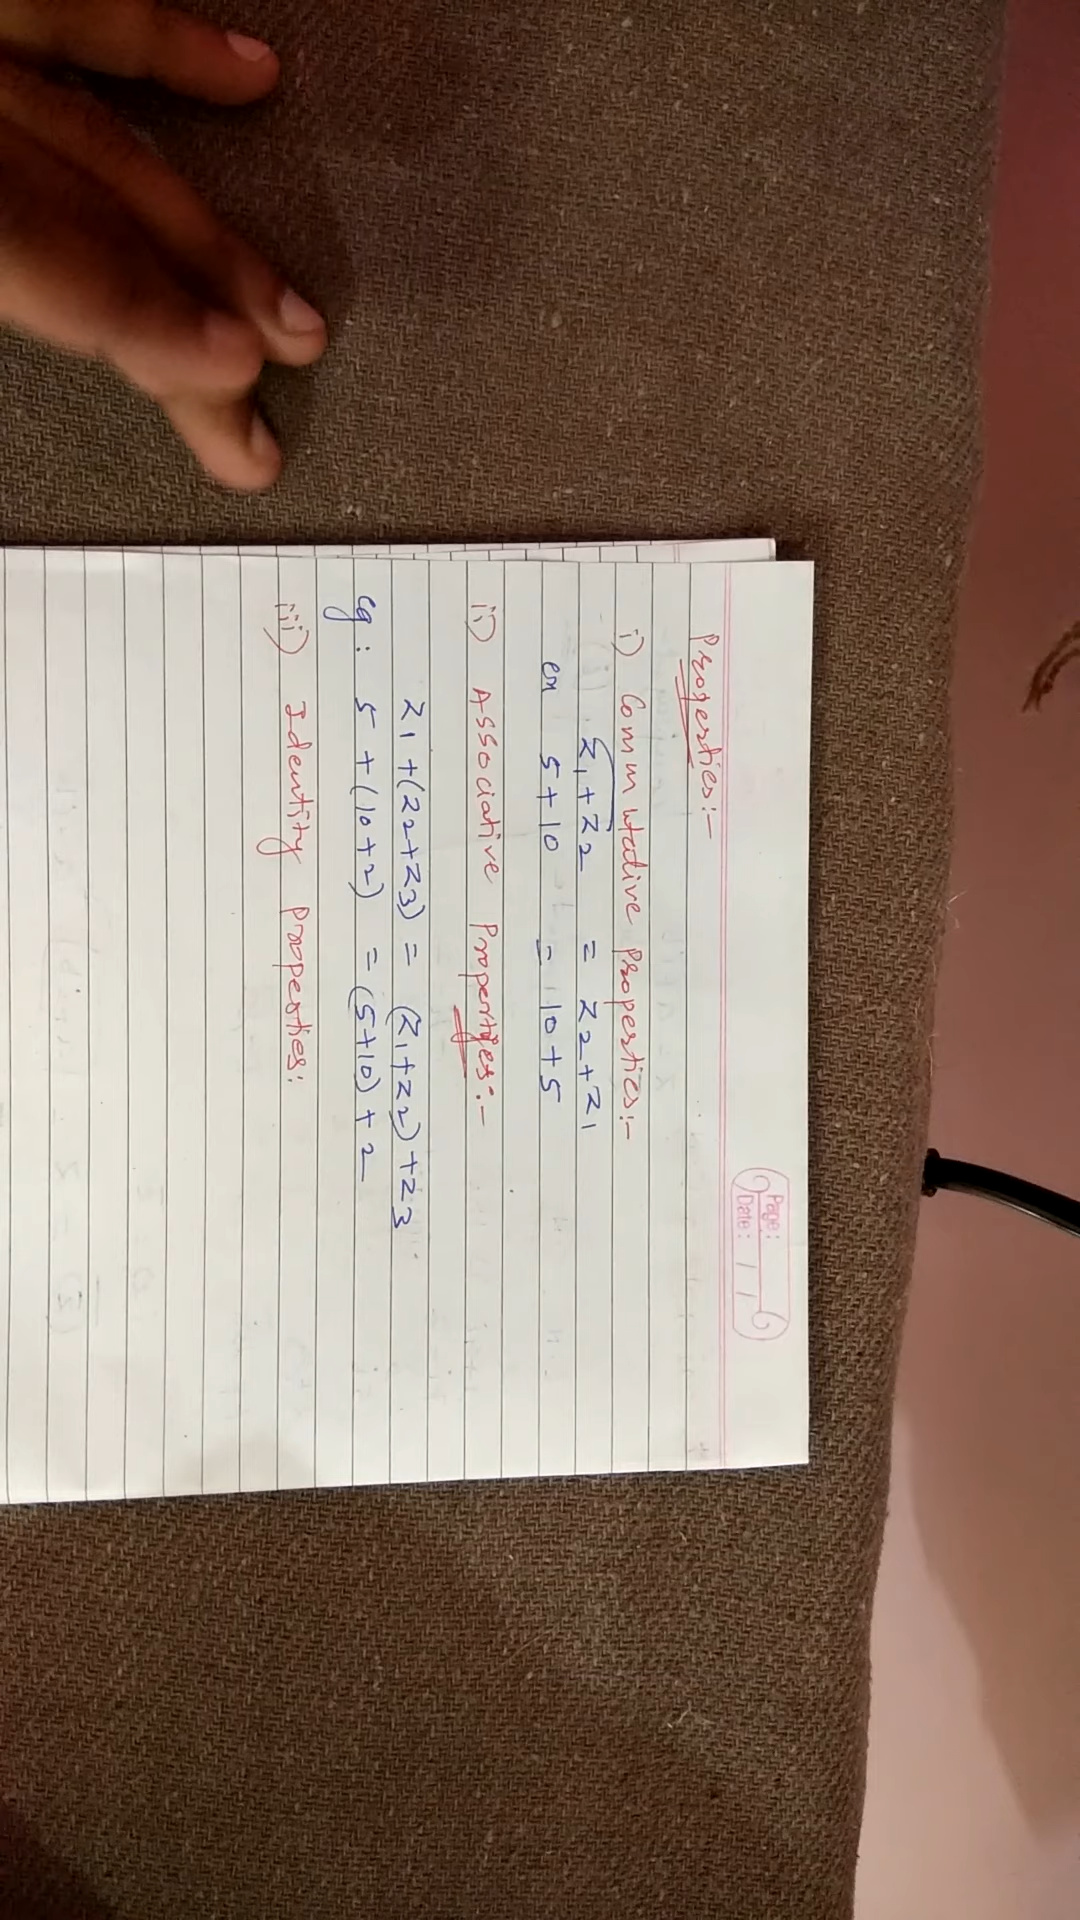 Page:
Date: / /
Properties:-
i) Commutative Properties:-
z1+z2 = z2+z1
en 5+10 = 10+5
ii) Associative Properties:-
z1+(z2+z3) = (z1+z2)+z3
eg: 5+(10+2) = (5+10)+2
iii) Identity Properties: